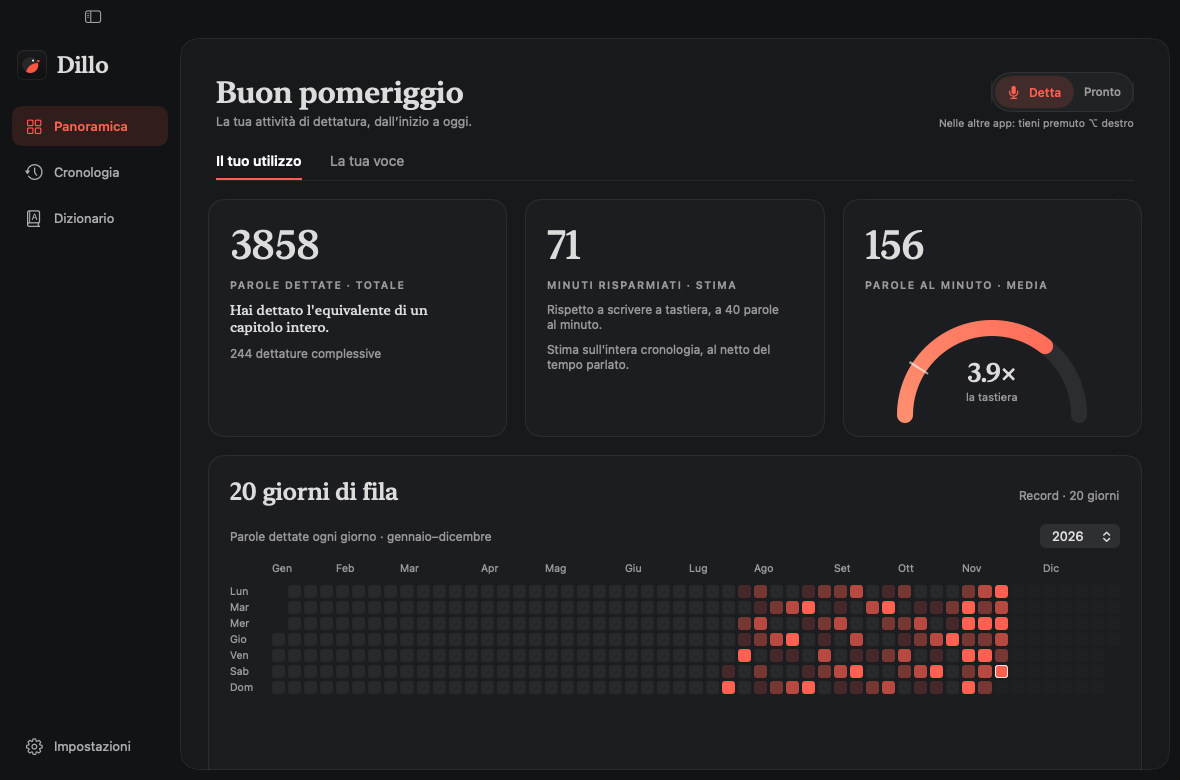 Dillo
Panoramica
Cronologia
Dizionario
Impostazioni
Buon pomeriggio
La tua attività di dettatura, dall’inizio a oggi.
Detta
Pronto
Nelle altre app: tieni premuto ⌥ destro
Il tuo utilizzo
La tua voce
3858
PAROLE DETTATE · TOTALE
Hai dettato l'equivalente di un
capitolo intero.
244 dettature complessive
71
MINUTI RISPARMIATI · STIMA
Rispetto a scrivere a tastiera, a 40 parole
al minuto.
Stima sull'intera cronologia, al netto del
tempo parlato.
156
PAROLE AL MINUTO · MEDIA
3.9×
la tastiera
20 giorni di fila
Record · 20 giorni
Parole dettate ogni giorno · gennaio–dicembre
2026
Gen Feb Mar Apr Mag Giu Lug Ago Set Ott Nov Dic
Lun
Mar
Mer
Gio
Ven
Sab
Dom